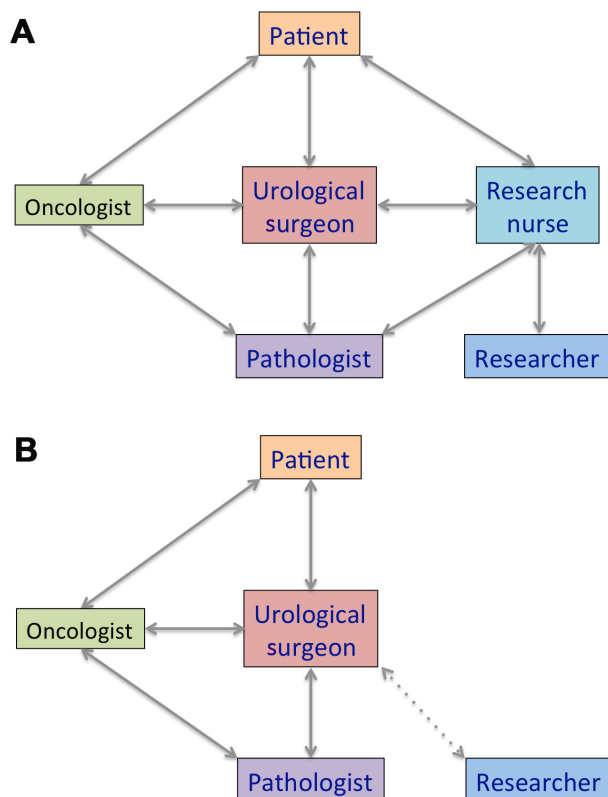 A
Patient
Oncologist
Urological
surgeon
Research
nurse
Pathologist
Researcher
B
Patient
Oncologist
Urological
surgeon
Pathologist
Researcher